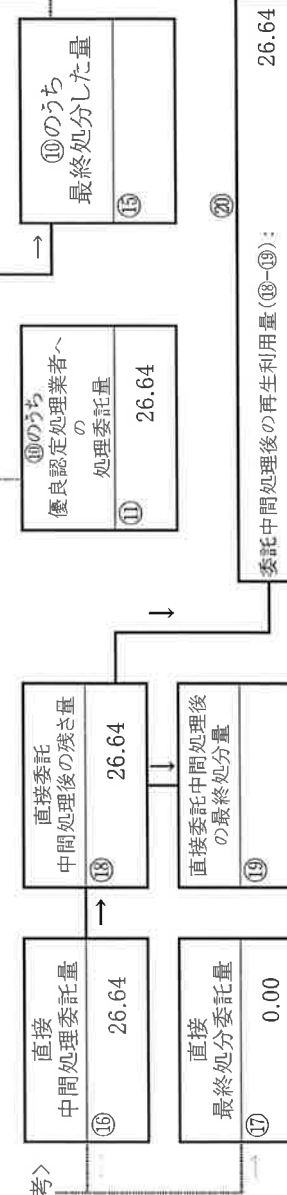 考>
直接
中間処理委託量
⑯
26.64
直接
最終処分委託量
⑰
0.00
直接委託
中間処理後の残さ量
⑱
26.64
直接委託中間処理後
の最終処分量
⑲
⑩のうち
優良認定処理業者へ
の
処理委託量
⑪
26.64
⑩のうち
最終処分した量
⑮
⑳
委託中間処理後の再生利用量(⑱-⑲):
26.64